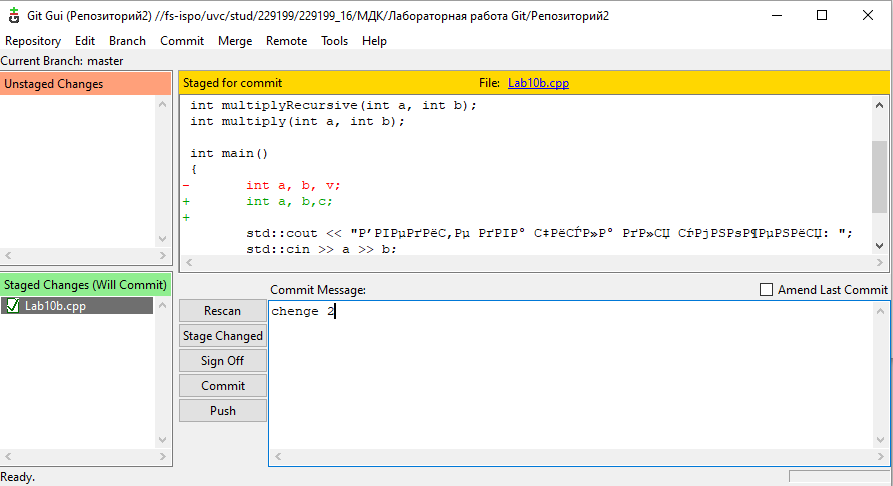 Git Gui (Репозиторий2) //fs-ispo/uvc/stud/229199/229199_16/МДК/Лабораторная работа Git/Репозиторий2
Repository Edit Branch Commit Merge Remote Tools Help
Current Branch: master
Unstaged Changes
Staged for commit File: Lab10b.cpp
int multiplyRecursive(int a, int b);
int multiply(int a, int b);
int main()
{
- int a, b, v;
+ int a, b,c;
+
std::cout << "Р’РІРµРґРёС‚Рµ РґРІР° С‡РёСЃР»Р° РґР»СЏ СѓРјРЅРѕР¶РµРЅРёСЏ: ";
std::cin >> a >> b;
Staged Changes (Will Commit)
Lab10b.cpp
Commit Message: Amend Last Commit
Rescan
Stage Changed
Sign Off
Commit
Push
chenge 2
Ready.